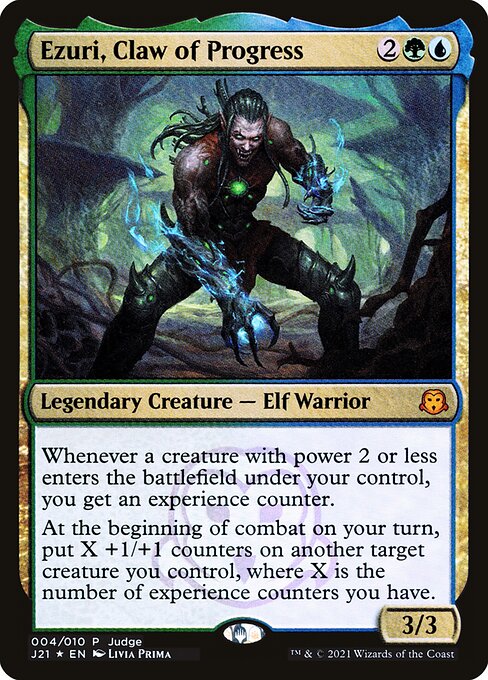 Ezuri, Claw of Progress 2
Legendary Creature — Elf Warrior
Whenever a creature with power 2 or less
enters the battlefield under your control,
you get an experience counter.
At the beginning of combat on your turn,
put X +1/+1 counters on another target
creature you control, where X is the
number of experience counters you have.
3/3
004/010 P Judge
J21 ★ EN Livia Prima
™ & © 2021 Wizards of the Coast